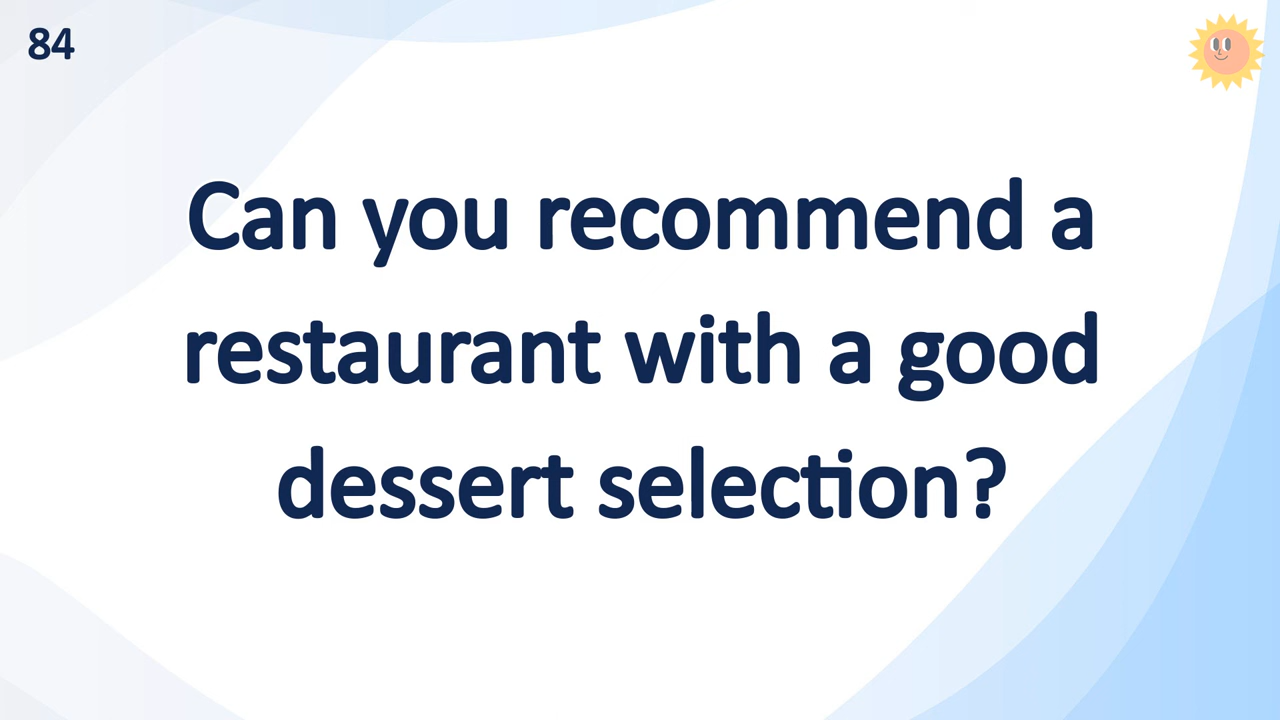 84
Can you recommend a
restaurant with a good
dessert selection?